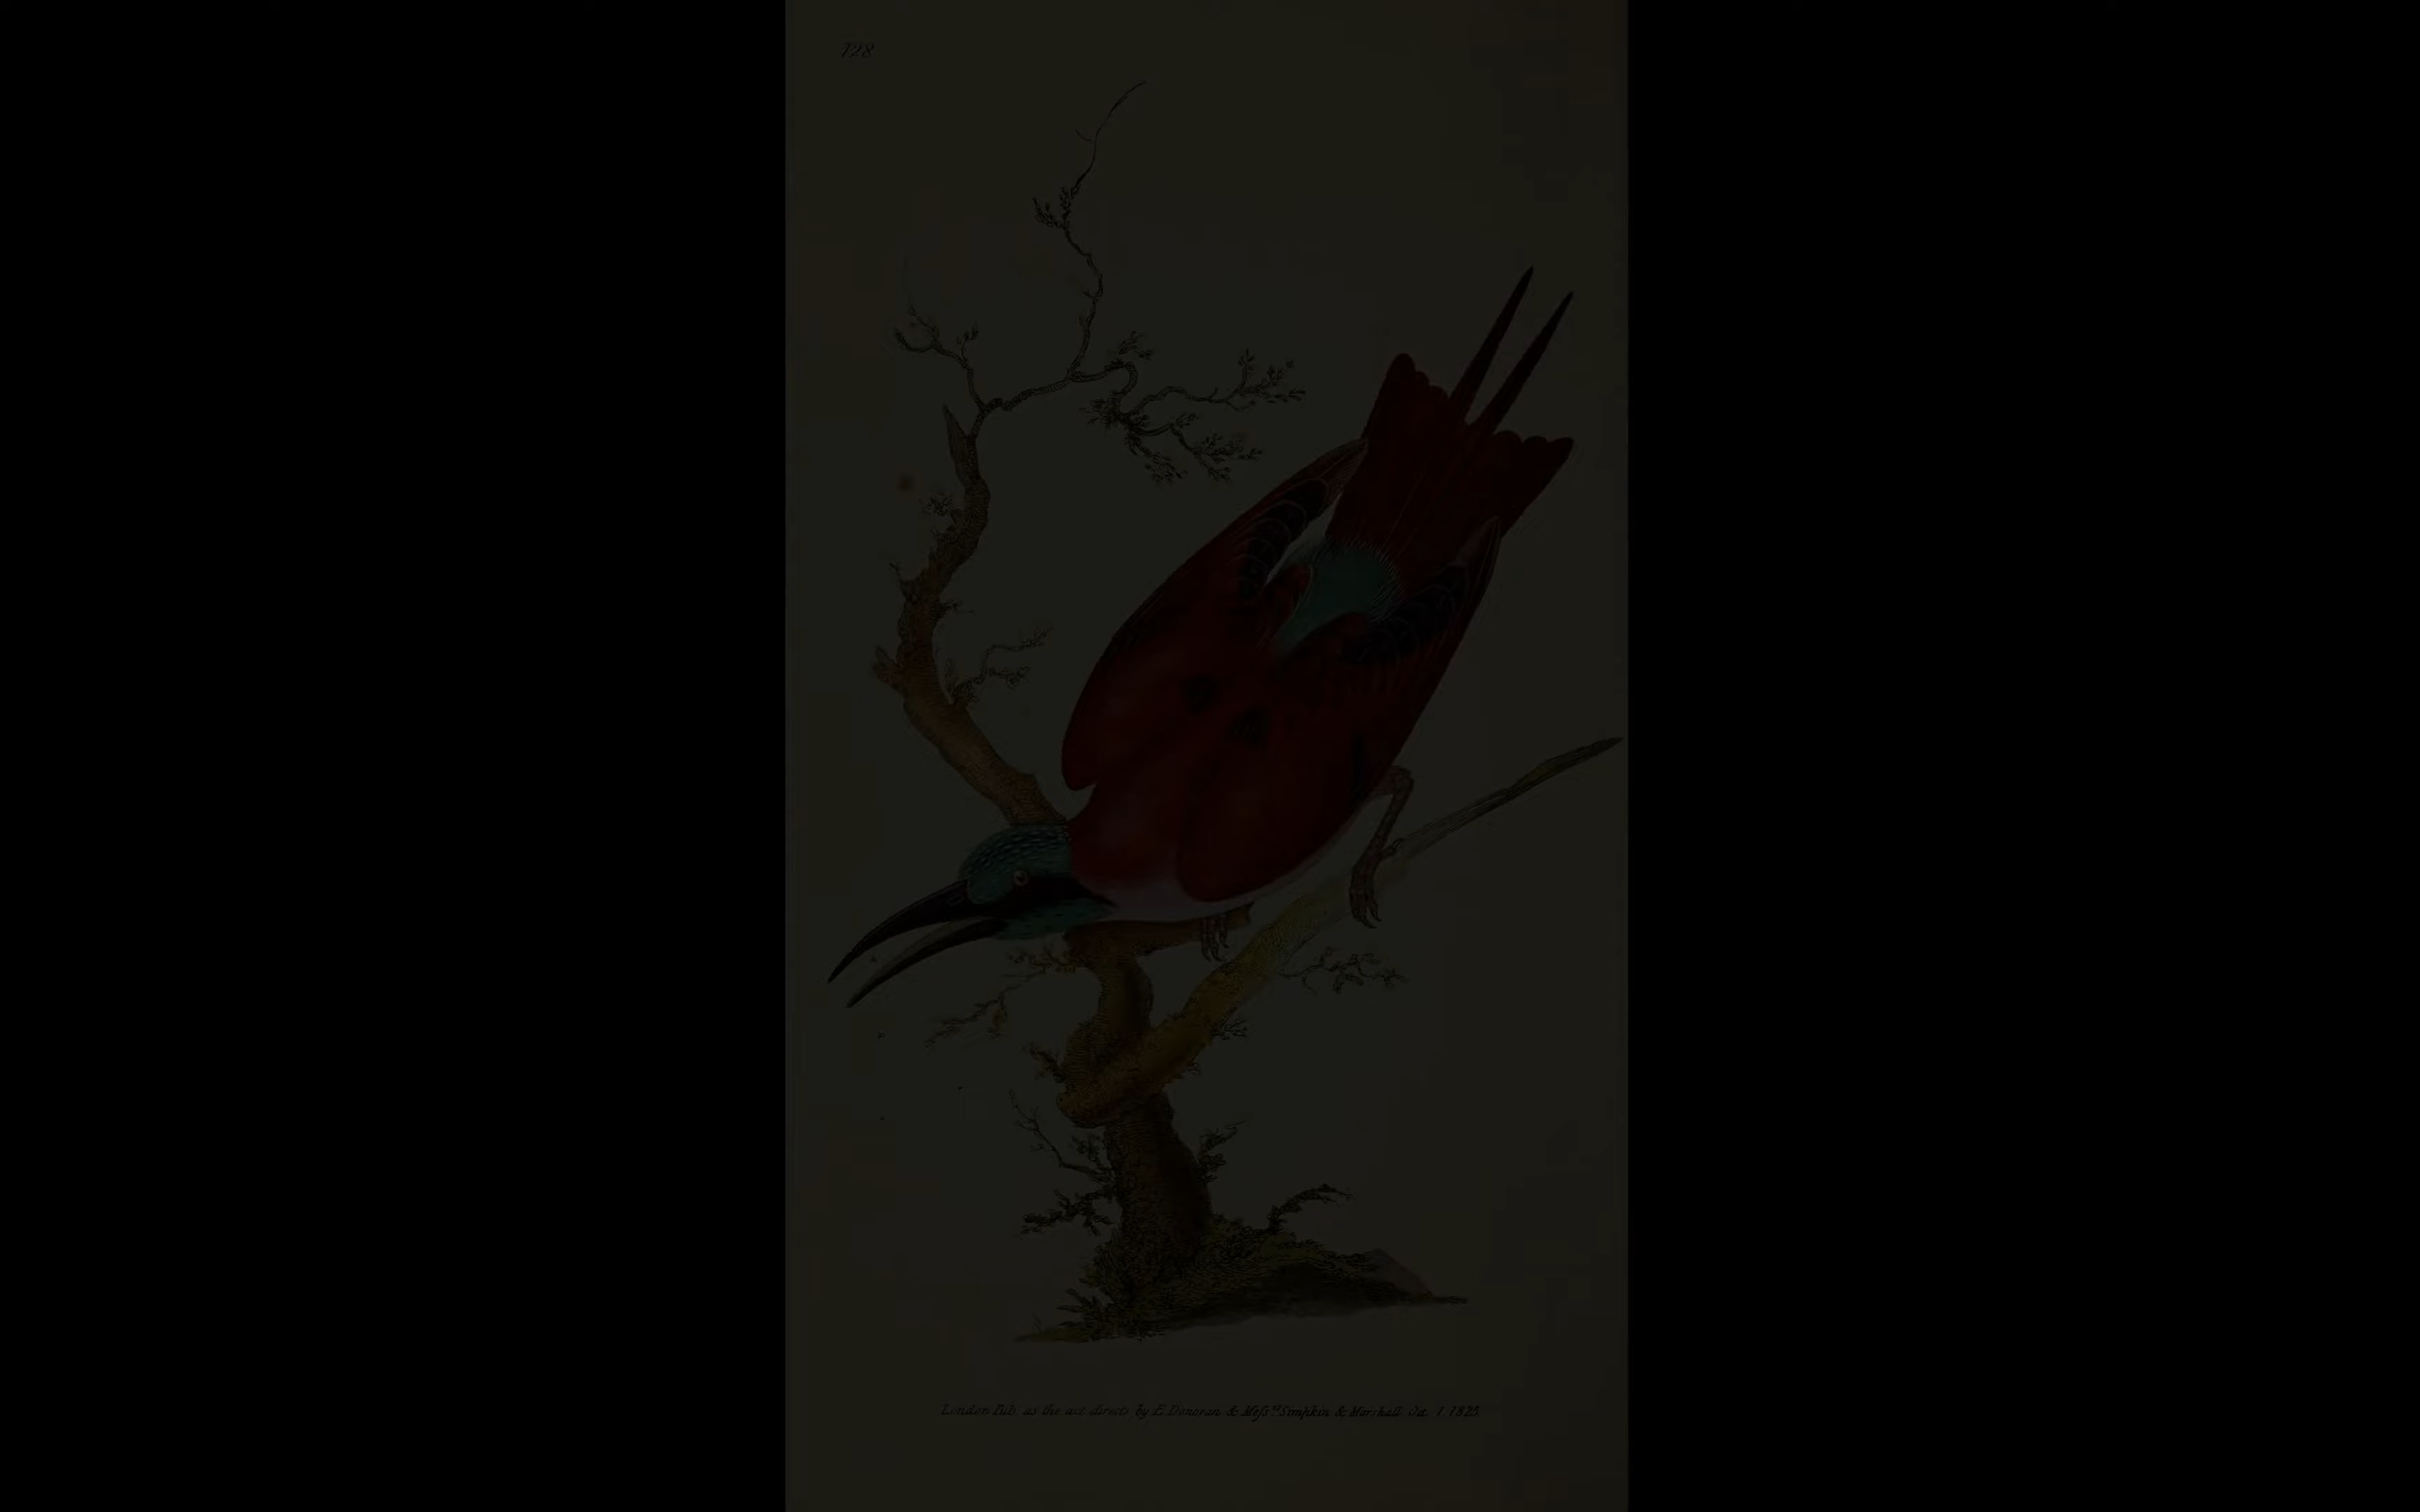 128
London Pub. as the act directs by E. Donovan & Mess.rs Simpkin & Marshall Oct. 1. 1823.